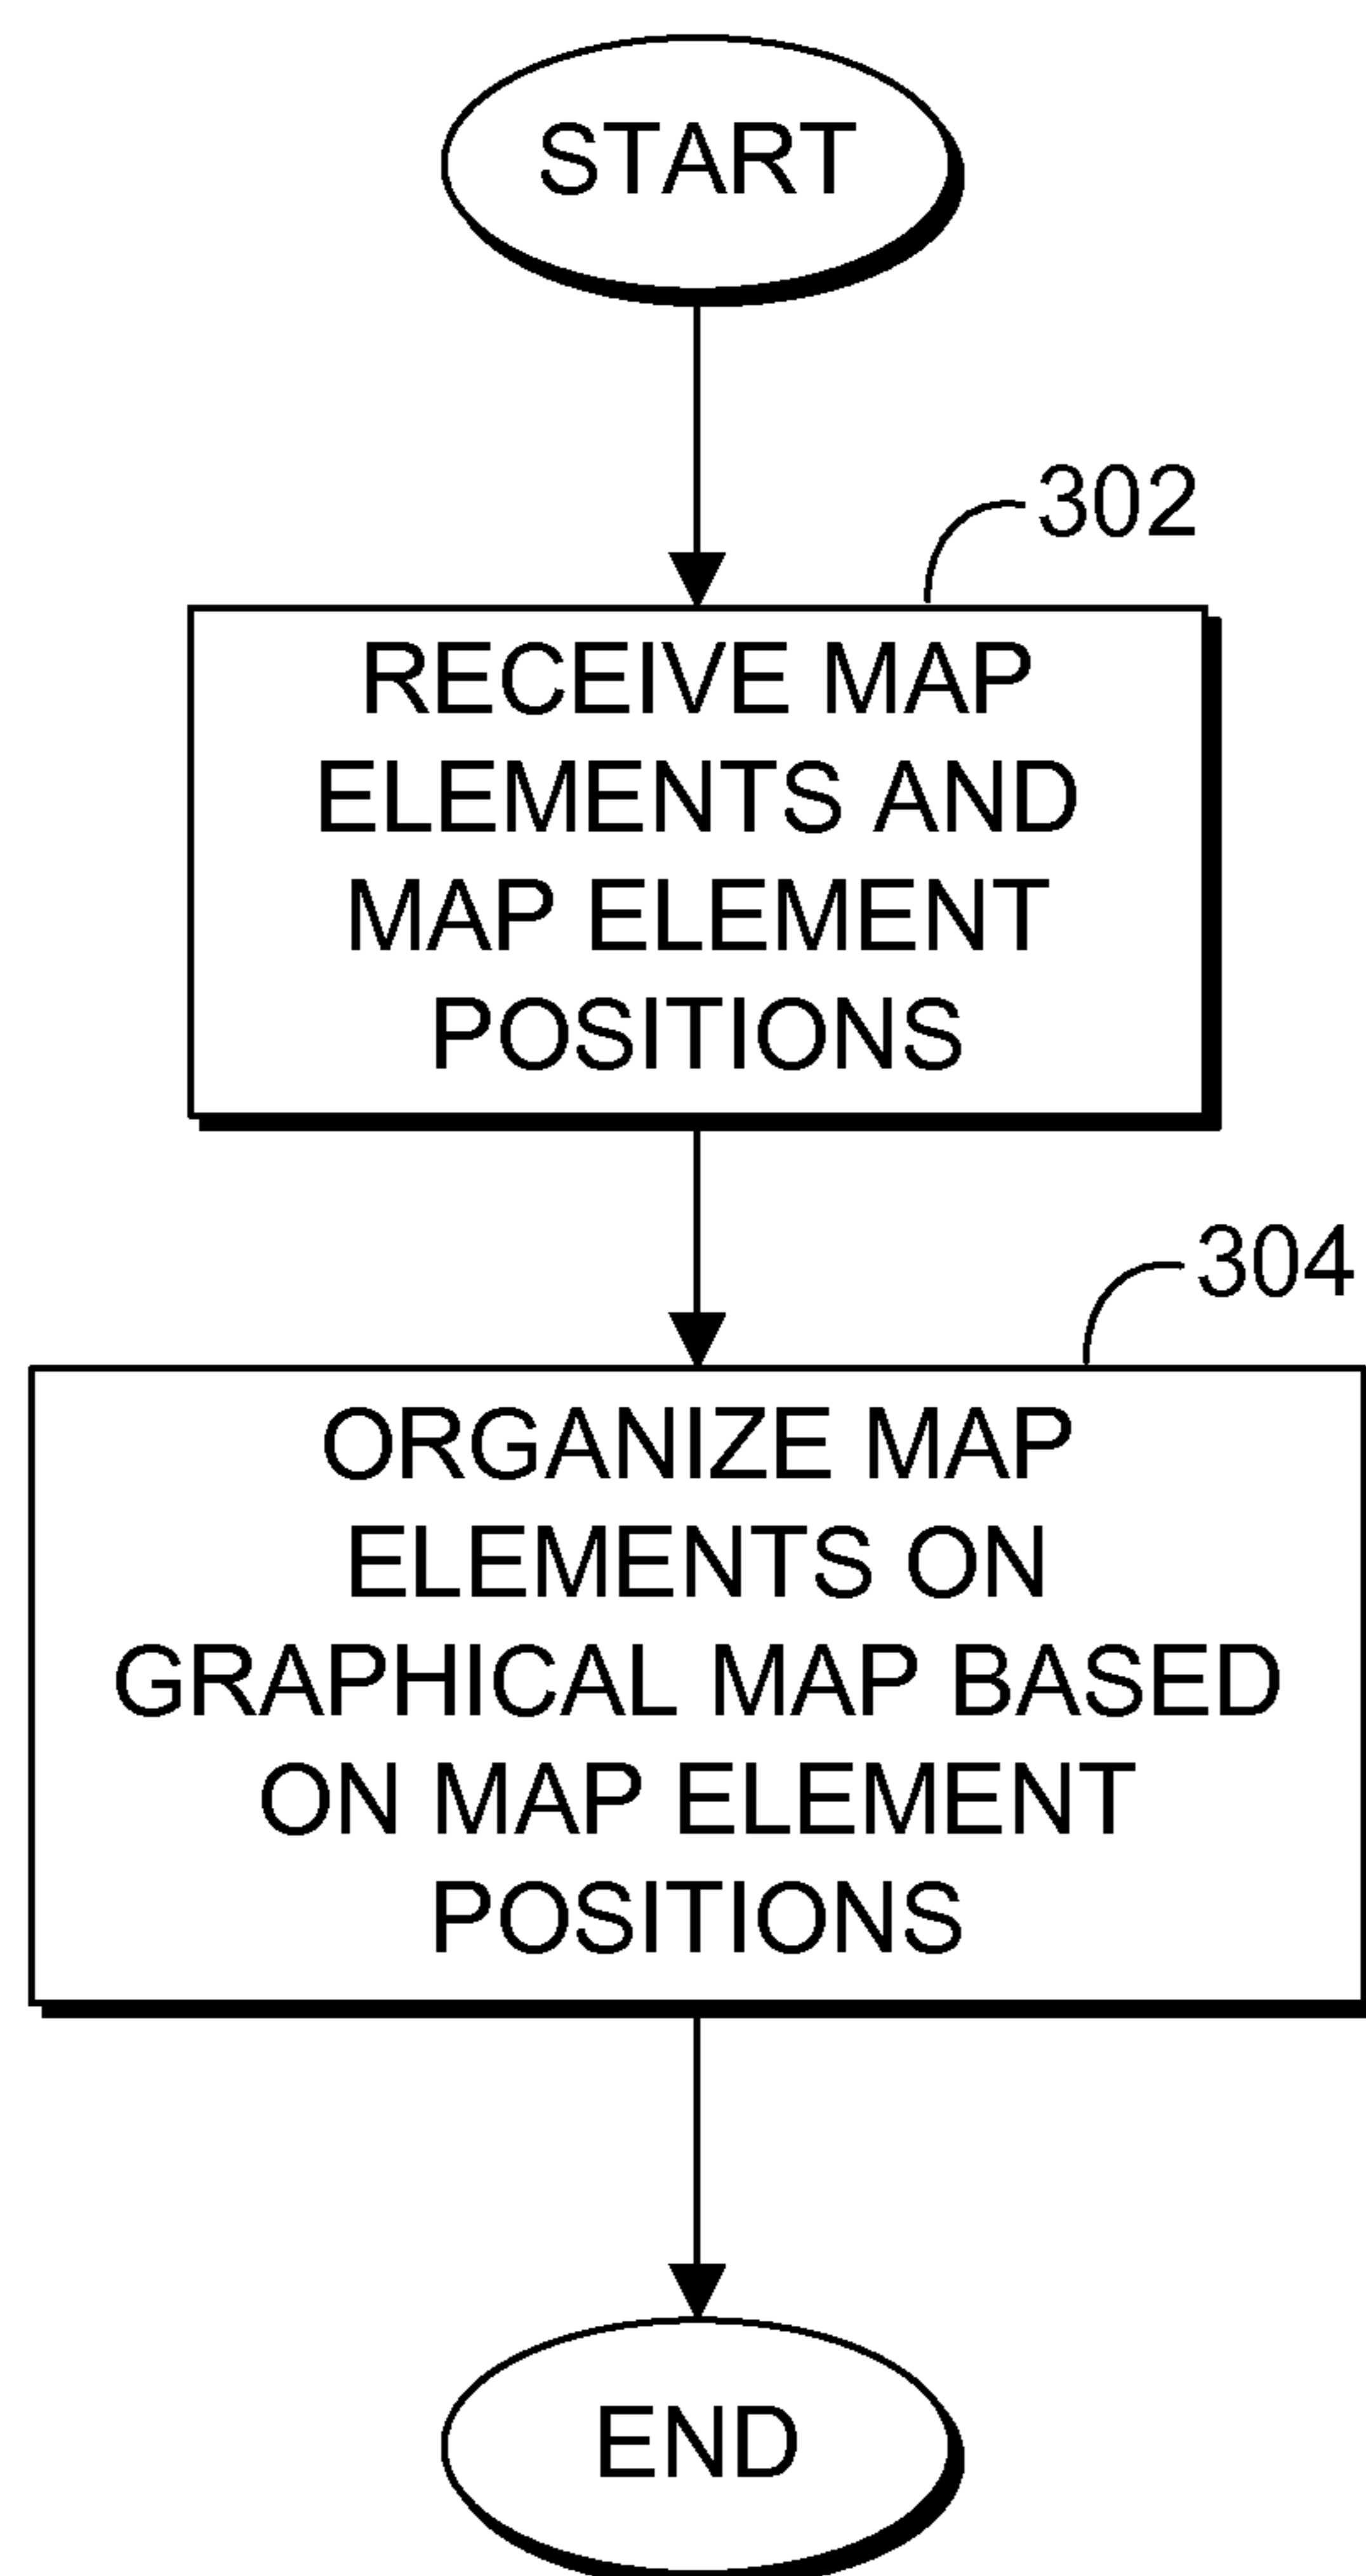 START
302
RECEIVE MAP
ELEMENTS AND
MAP ELEMENT
POSITIONS
304
ORGANIZE MAP
ELEMENTS ON
GRAPHICAL MAP BASED
ON MAP ELEMENT
POSITIONS
END